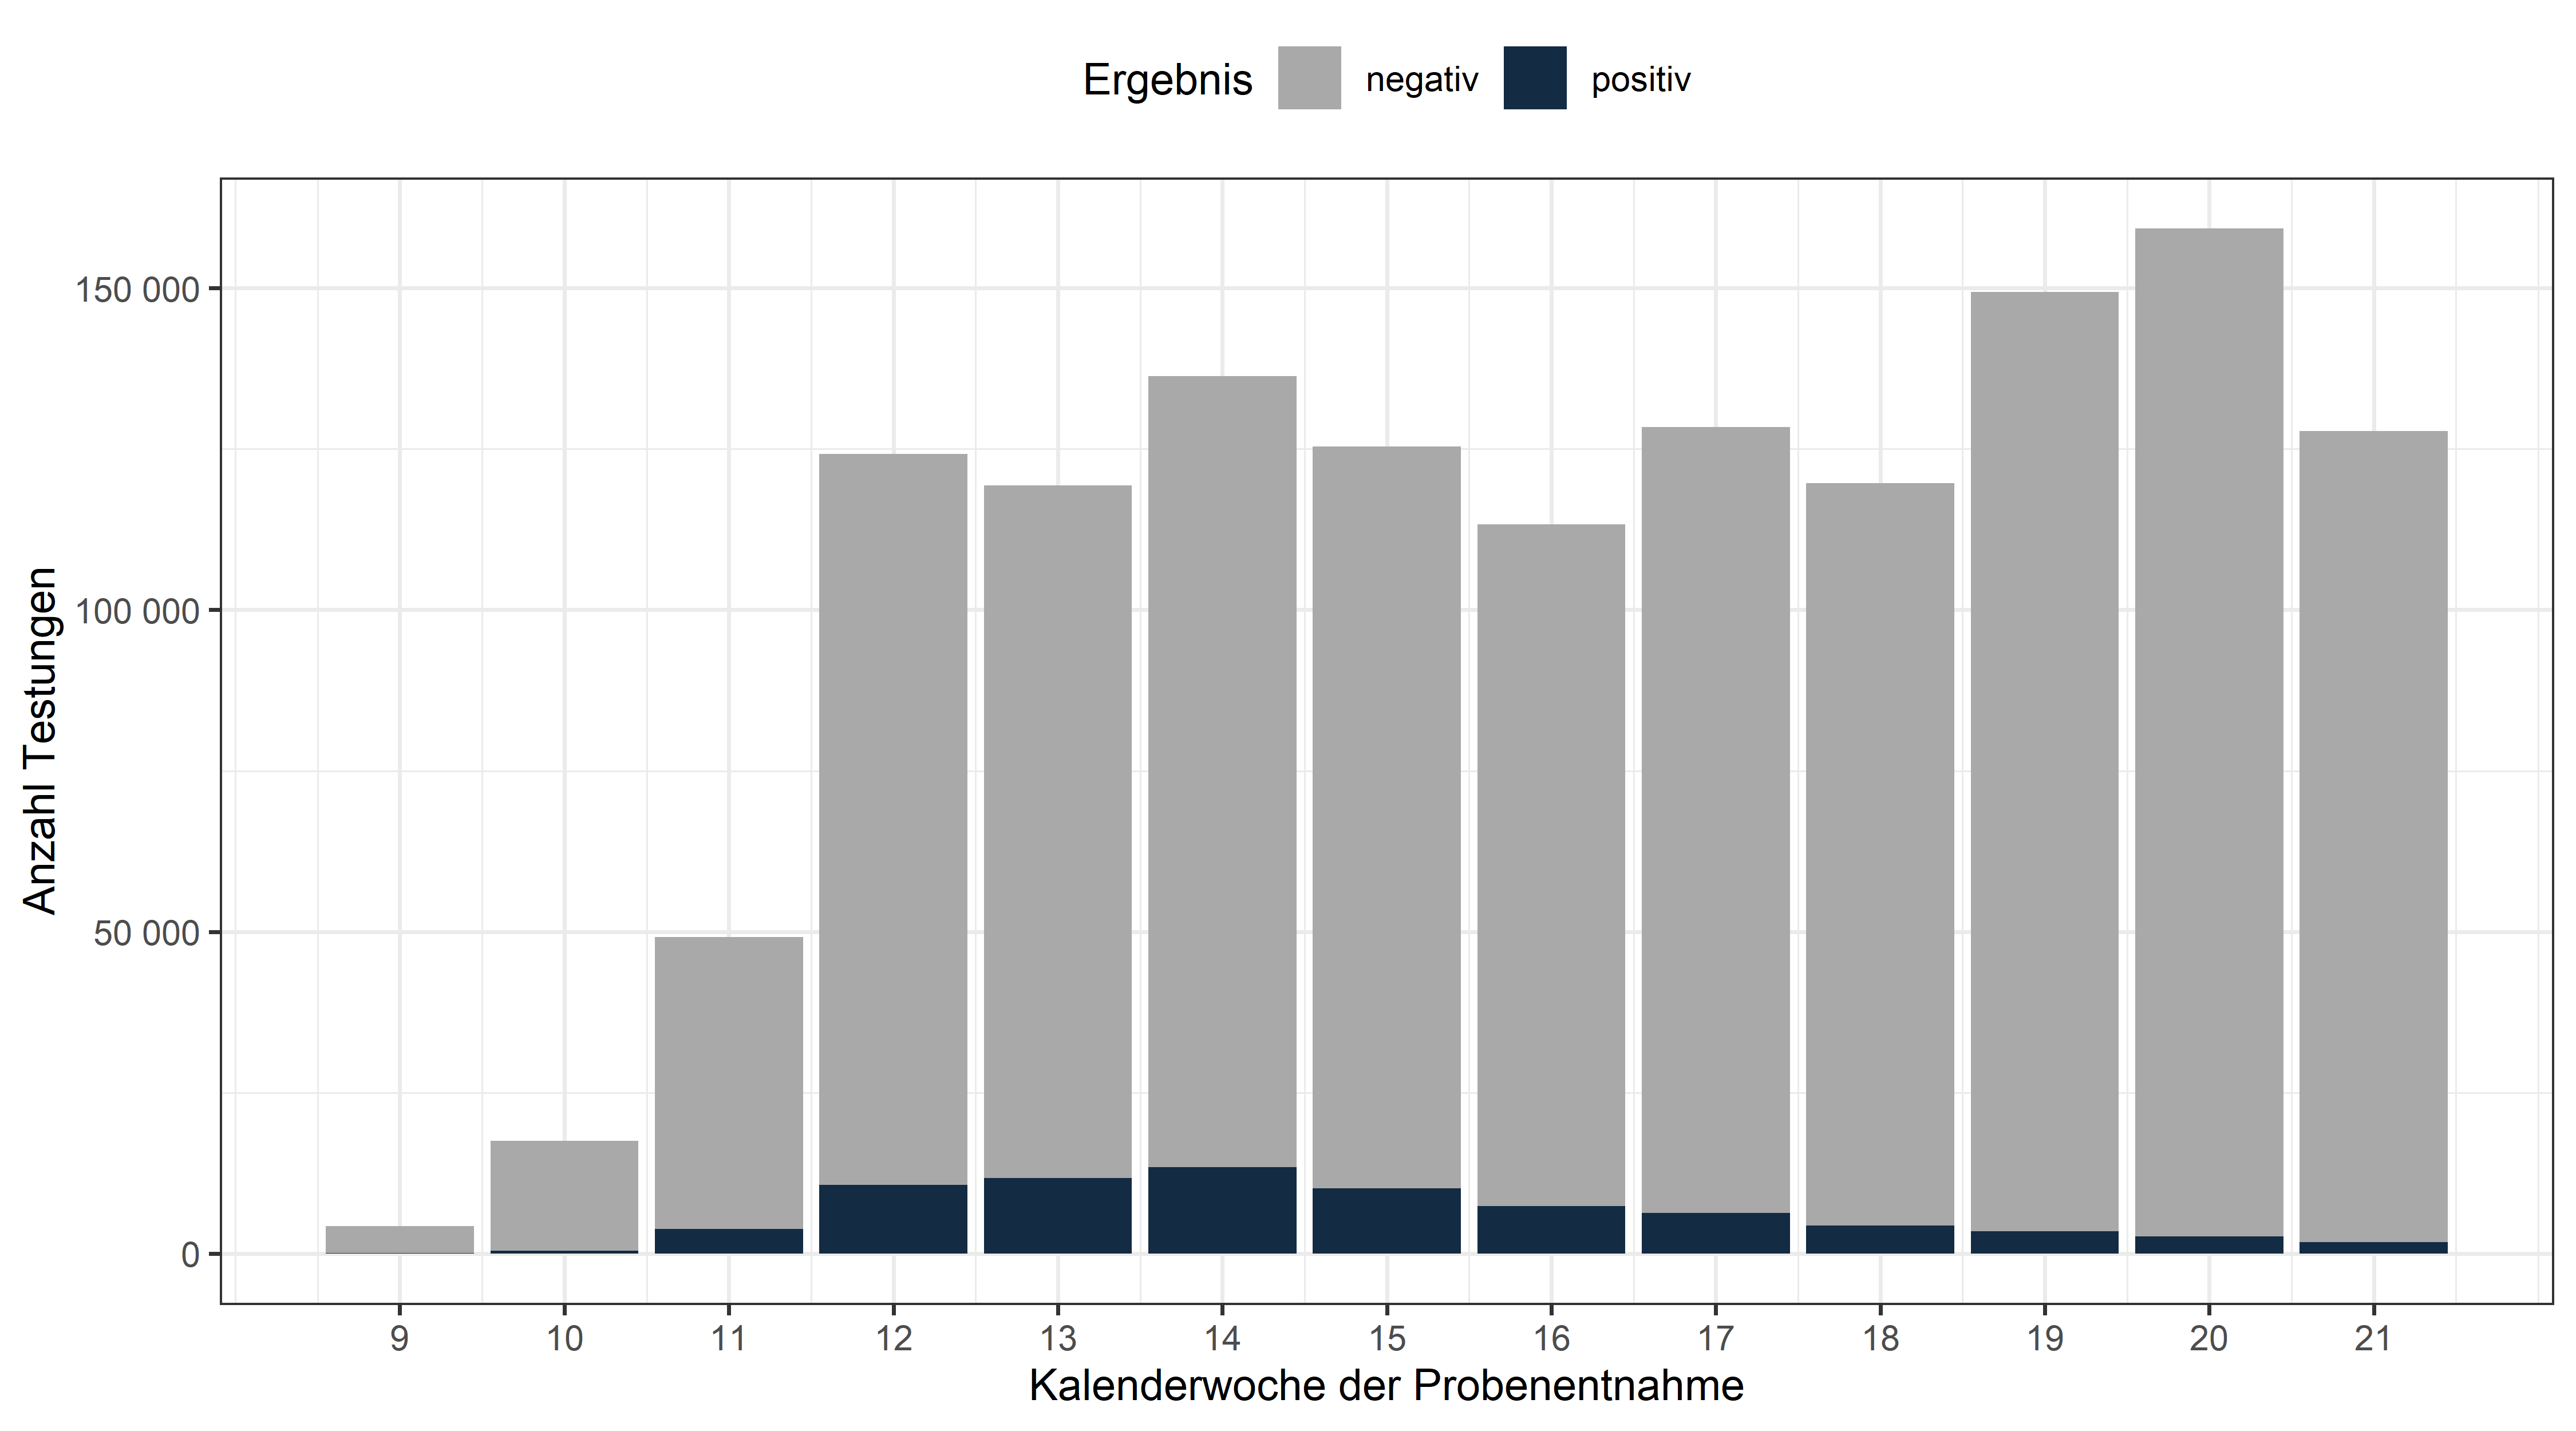 Ergebnis negativ positiv
Anzahl Testungen
150 000
100 000
50 000
0
9 10 11 12 13 14 15 16 17 18 19 20 21
Kalenderwoche der Probenentnahme